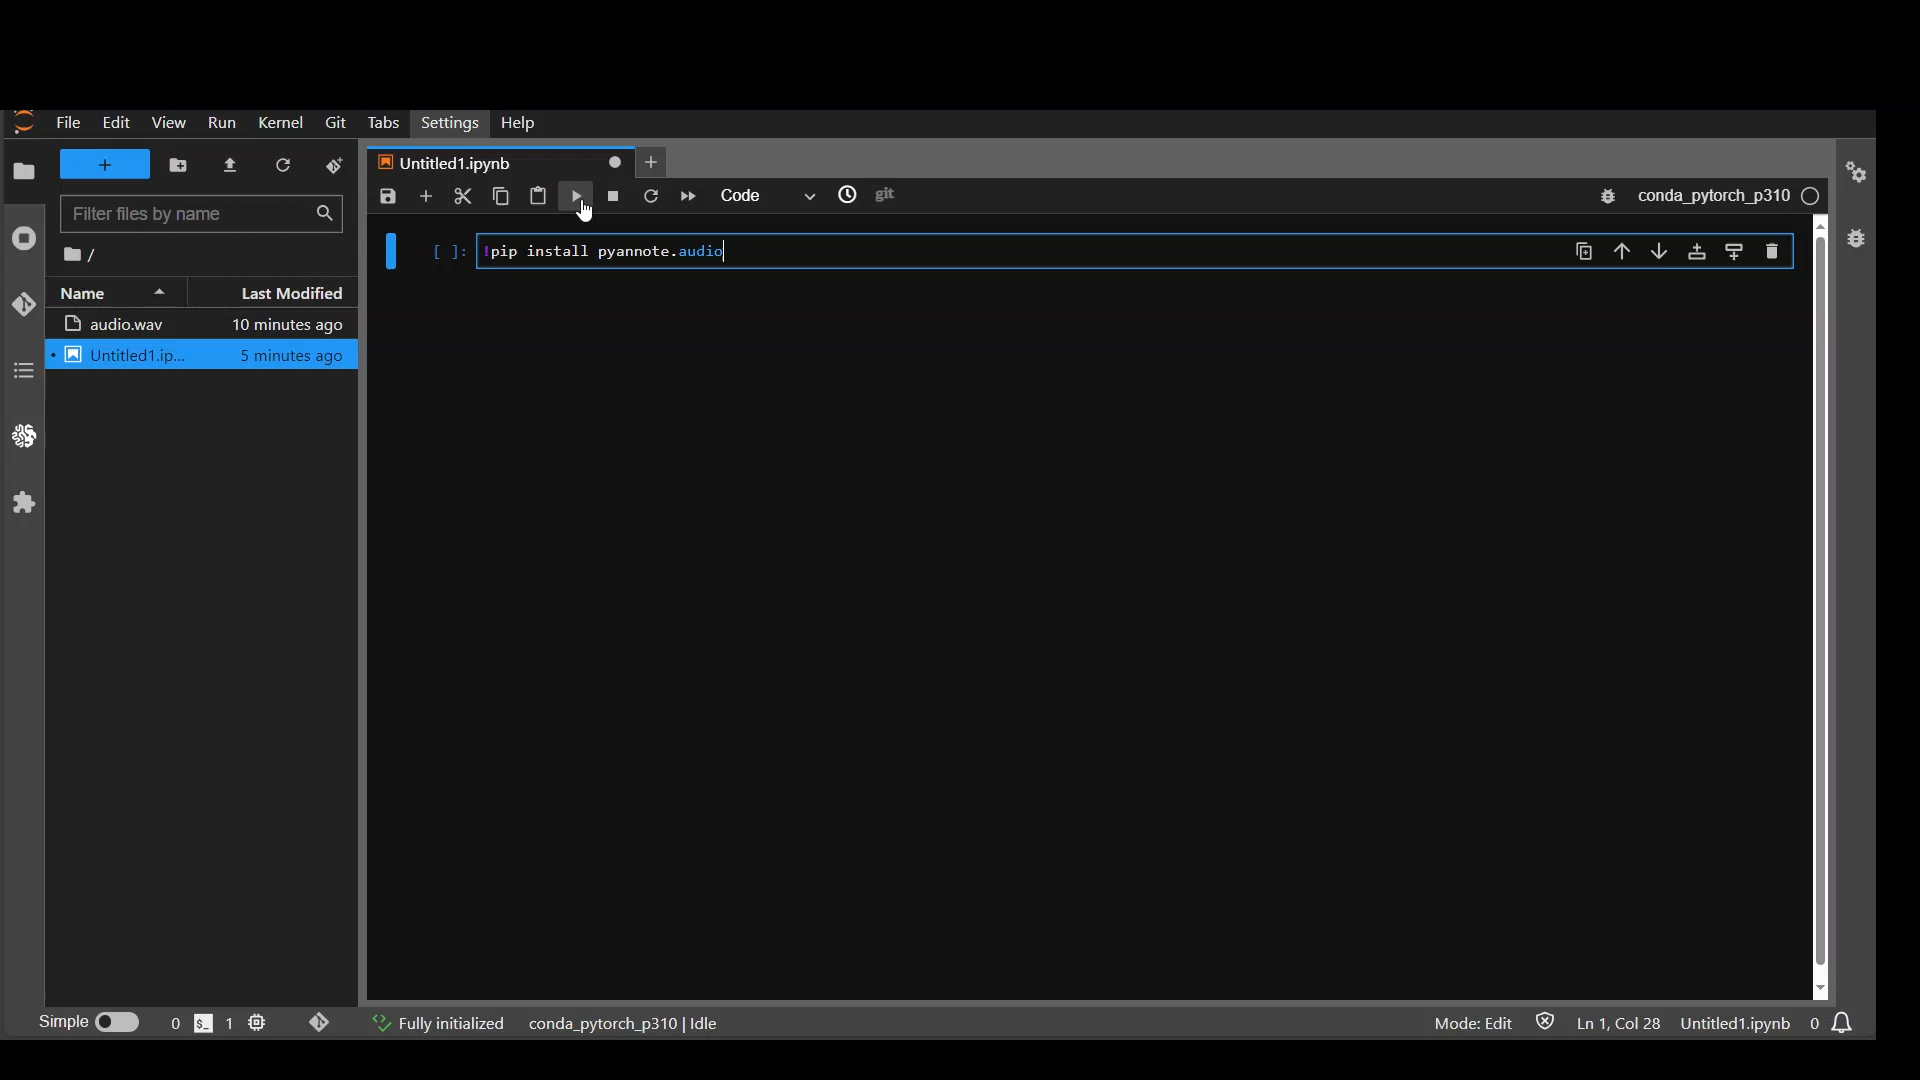 File Edit View Run Kernel Git Tabs Settings Help
Untitled1.ipynb
Code git conda_pytorch_p310
Filter files by name
/
[ ]: !pip install pyannote.audio
Name Last Modified
audio.wav 10 minutes ago
Untitled1.ip... 5 minutes ago
Simple 0 $_ 1 Fully initialized conda_pytorch_p310 | Idle Mode: Edit Ln 1, Col 28 Untitled1.ipynb 0